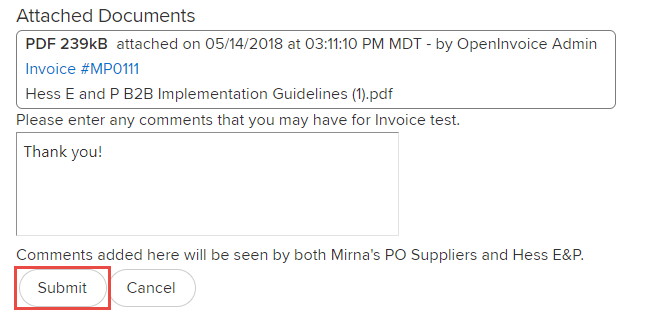 Attached Documents
PDF 239kB attached on 05/14/2018 at 03:11:10 PM MDT - by OpenInvoice Admin
Invoice #MP0111
Hess E and P B2B Implementation Guidelines (1).pdf
Please enter any comments that you may have for Invoice test.
Thank you!
Comments added here will be seen by both Mirna's PO Suppliers and Hess E&P.
Submit Cancel